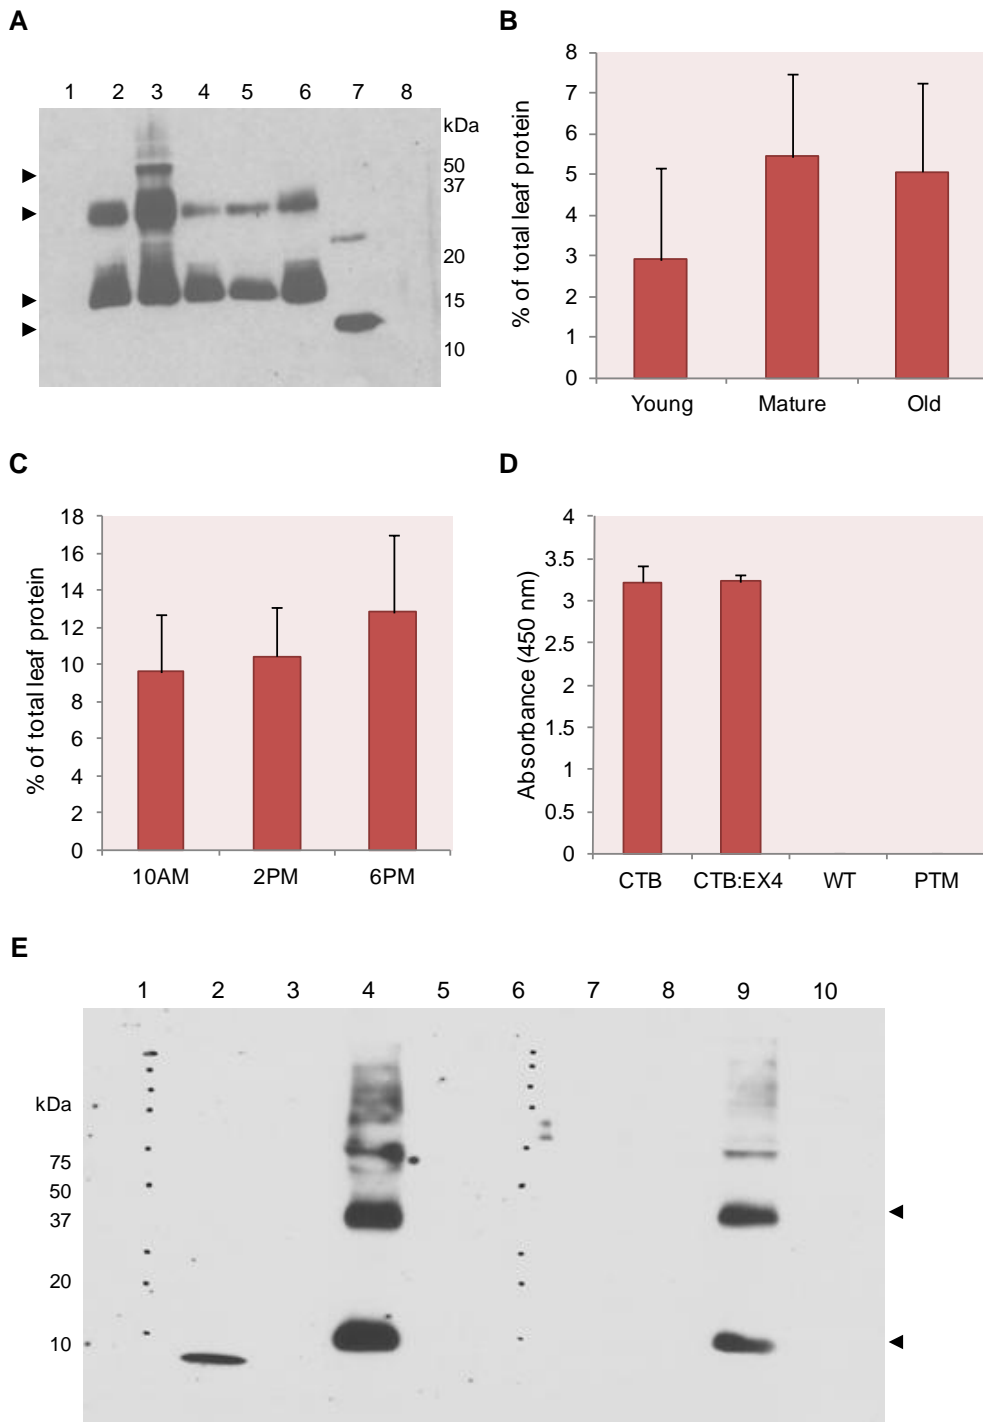 A
1 2 3 4 5 6 7 8
kDa
50
37
20
15
10
B
% of total leaf protein
8
7
6
5
4
3
2
1
0
Young Mature Old
C
% of total leaf protein
18
16
14
12
10
8
6
4
2
0
10AM 2PM 6PM
D
Absorbance (450 nm)
4
3.5
3
2.5
2
1.5
1
0.5
0
CTB CTB:EX4 WT PTM
E
1 2 3 4 5 6 7 8 9 10
kDa
75
50
37
20
10